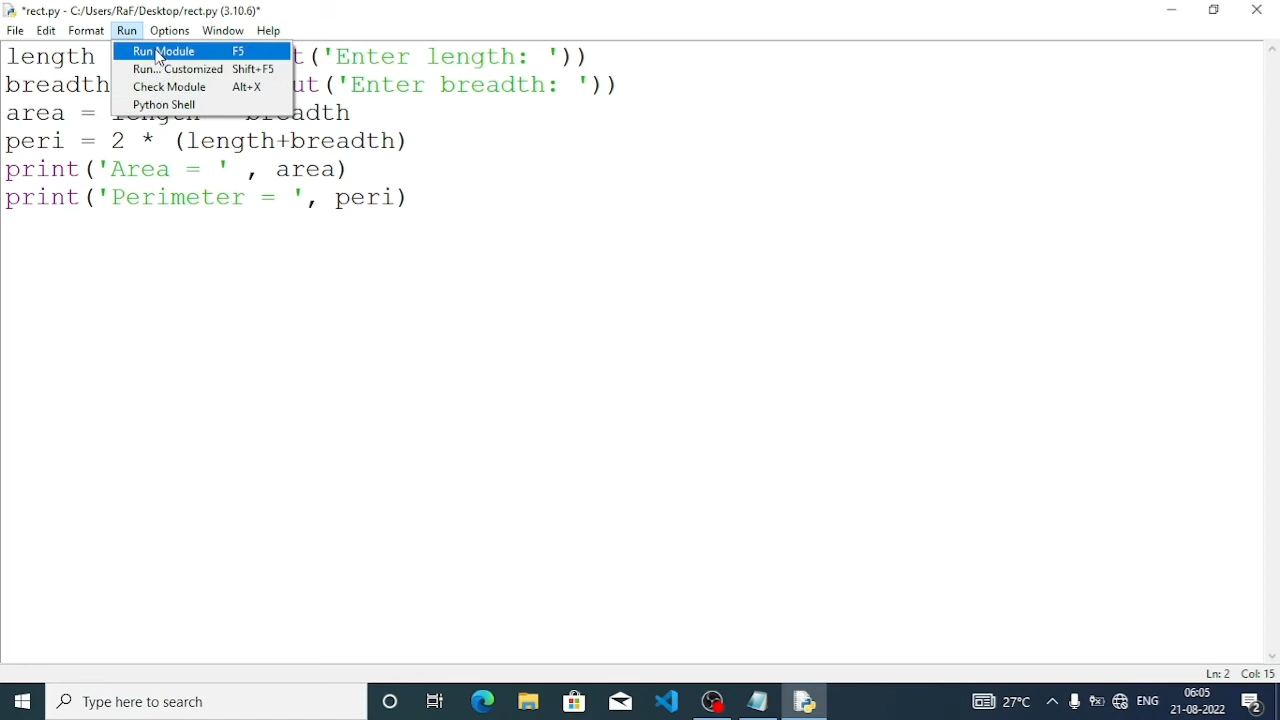 *rect.py - C:/Users/RaF/Desktop/rect.py (3.10.6)*
File Edit Format Run Options Window Help
Run Module F5
Run... Customized Shift+F5
Check Module Alt+X
Python Shell
length t('Enter length: '))
breadth ut('Enter breadth: '))
area = length breadth
peri = 2 * (length+breadth)
print('Area = ' , area)
print('Perimeter = ', peri)
Ln: 2 Col: 15
Type here to search
27°C
ENG
06:05
21-08-2022
2